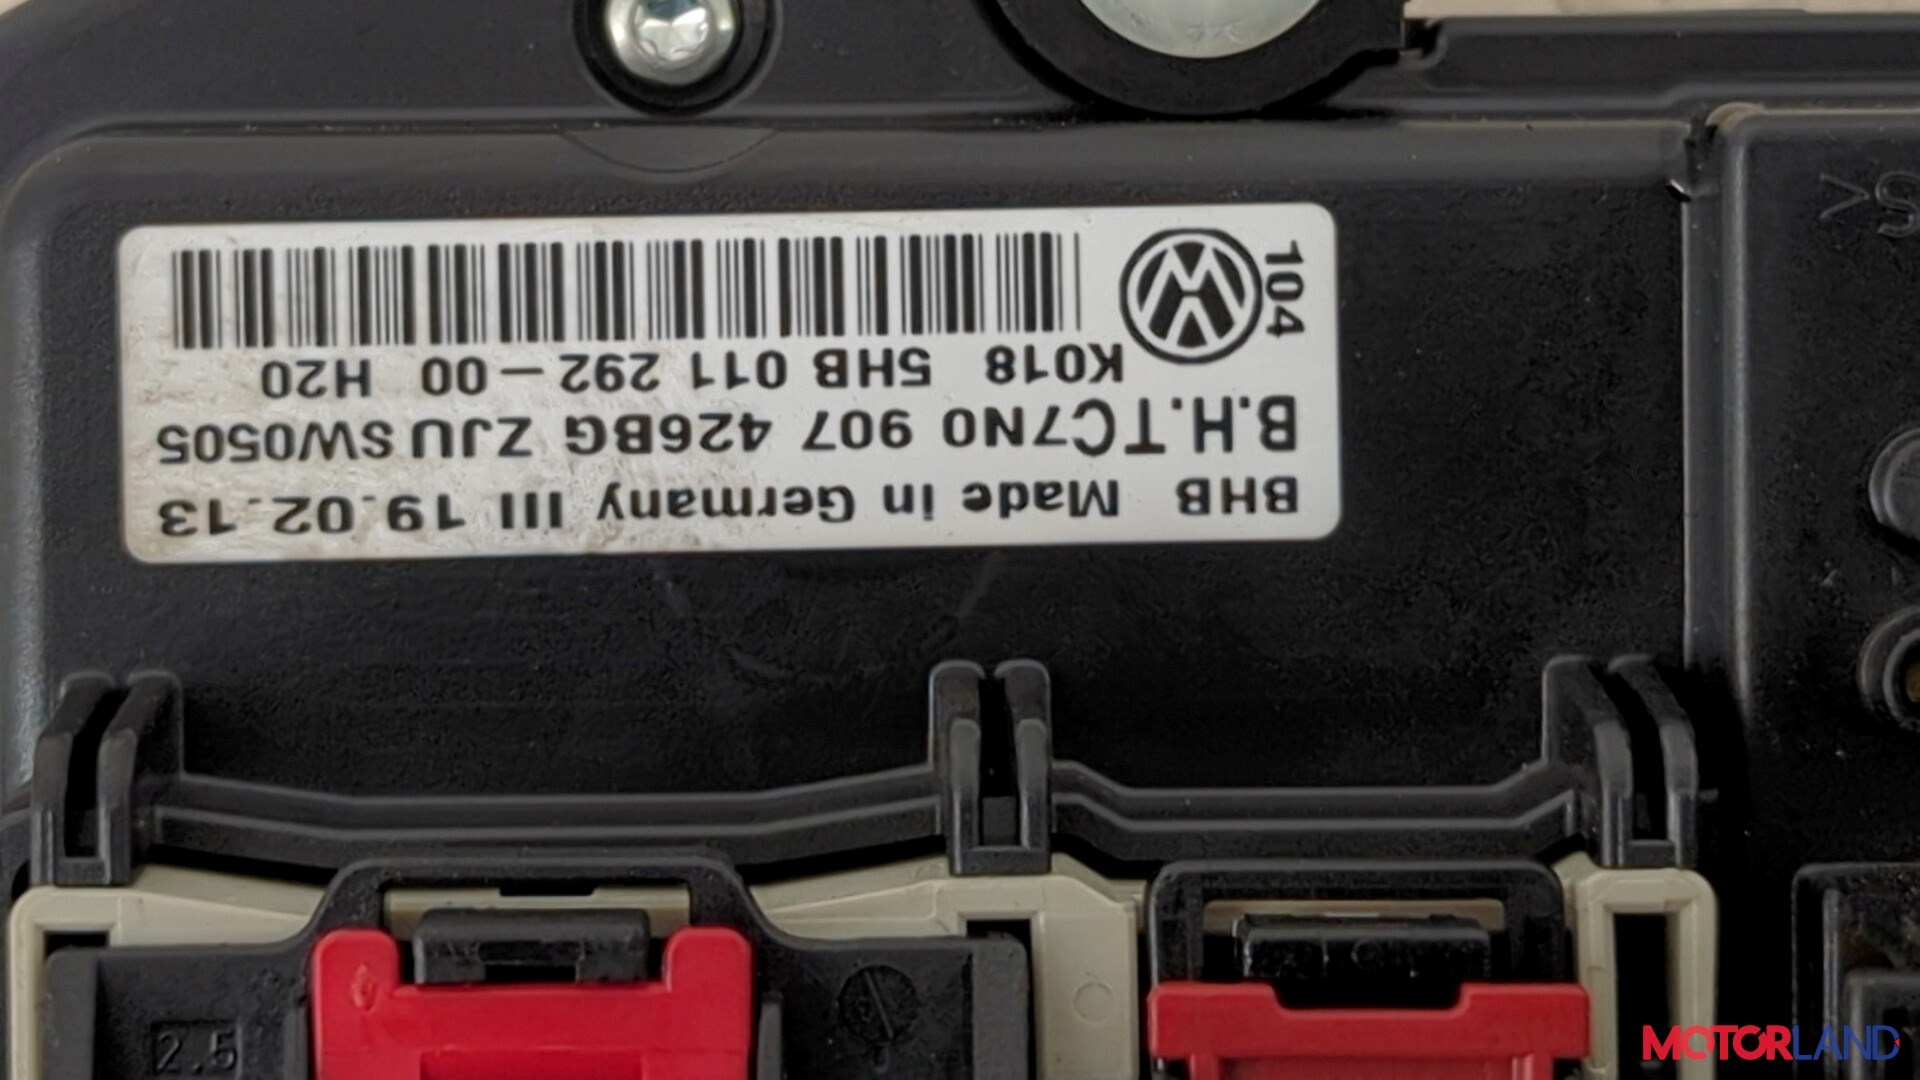 BHB Made in Germany III 19.02.13
B.H.TC7N0 907 426BG ZJU SW0505
K018 5HB 011 292-00 H20
104
2.5
MOTORLAND